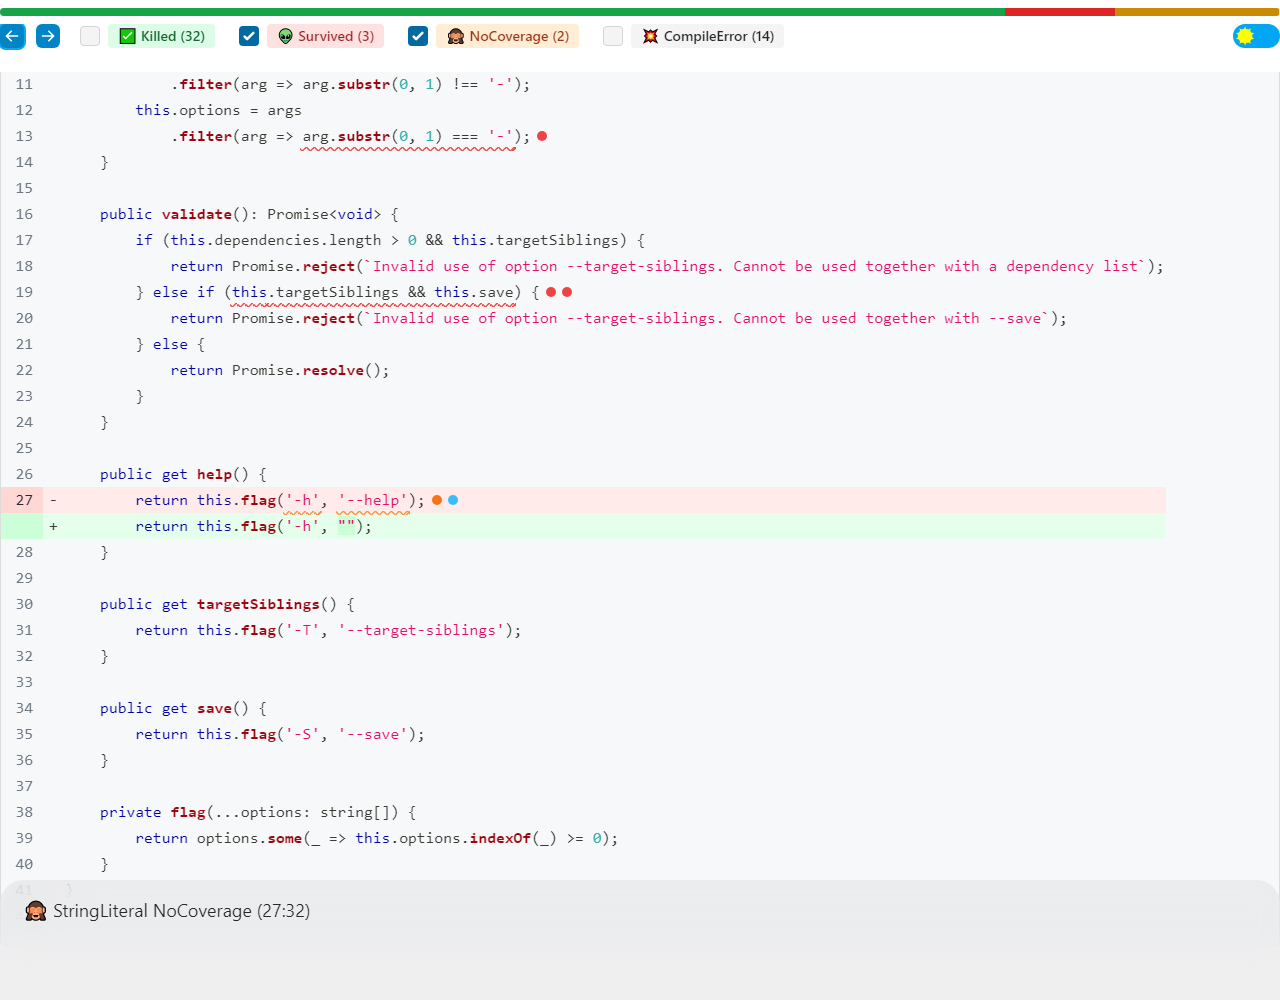 Killed (32) Survived (3) NoCoverage (2) CompileError (14)
11 .filter(arg => arg.substr(0, 1) !== '-');
12 this.options = args
13 .filter(arg => arg.substr(0, 1) === '-');
14 }
15
16 public validate(): Promise<void> {
17 if (this.dependencies.length > 0 && this.targetSiblings) {
18 return Promise.reject(`Invalid use of option --target-siblings. Cannot be used together with a dependency list`);
19 } else if (this.targetSiblings && this.save) {
20 return Promise.reject(`Invalid use of option --target-siblings. Cannot be used together with --save`);
21 } else {
22 return Promise.resolve();
23 }
24 }
25
26 public get help() {
27 - return this.flag('-h', '--help');
+ return this.flag('-h', "");
28 }
29
30 public get targetSiblings() {
31 return this.flag('-T', '--target-siblings');
32 }
33
34 public get save() {
35 return this.flag('-S', '--save');
36 }
37
38 private flag(...options: string[]) {
39 return options.some(_ => this.options.indexOf(_) >= 0);
40 }
41 }
StringLiteral NoCoverage (27:32)